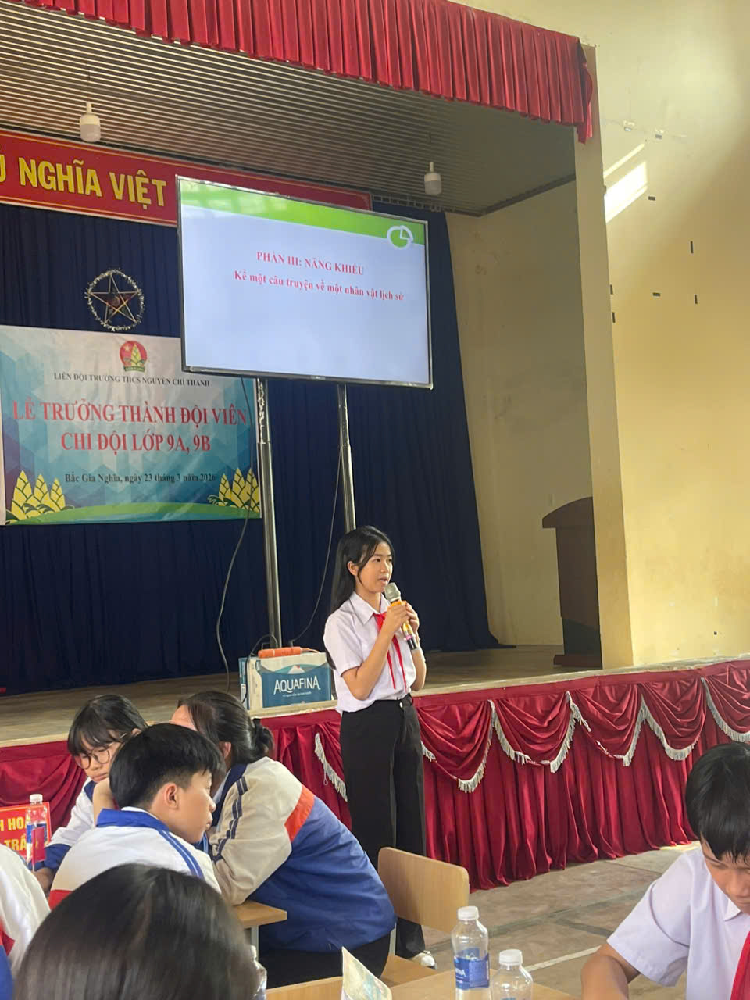 NGHĨA VIỆT
PHẦN III: NĂNG KHIẾU
Kể một câu truyện về một nhân vật lịch sử
LIÊN ĐỘI TRƯỜNG THCS NGUYỄN CHÍ THANH
LỄ TRƯỞNG THÀNH ĐỘI VIÊN
CHI ĐỘI LỚP 9A, 9B
Bắc Gia Nghĩa, ngày 23 tháng 3 năm 2026
AQUAFINA